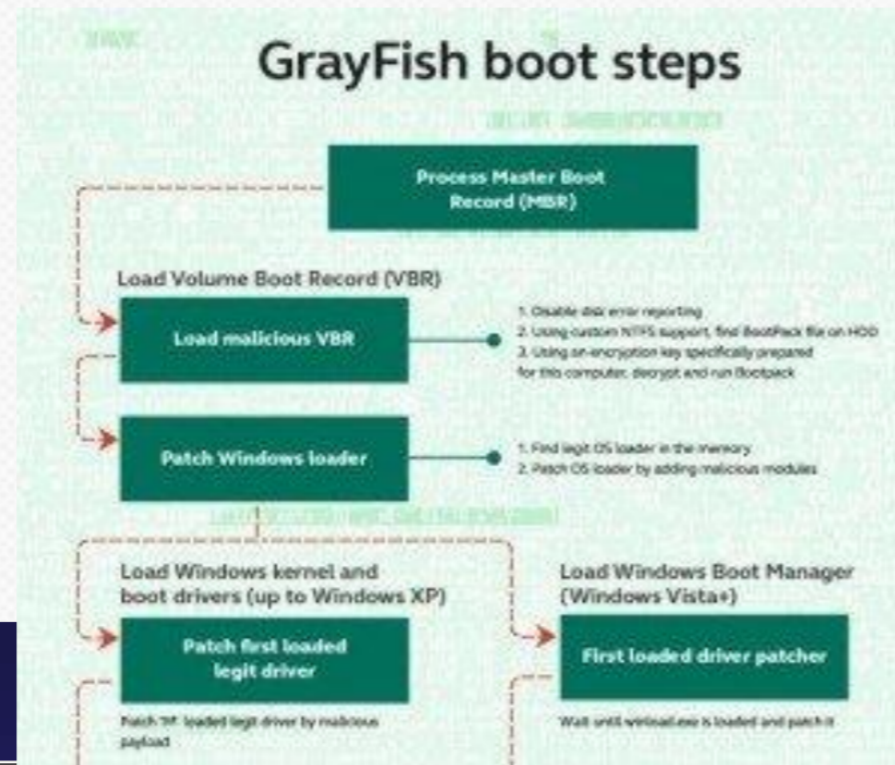 GrayFish boot steps
Process Master Boot
Record (MBR)
Load Volume Boot Record (VBR)
Load malicious VBR
1. Disable disk error reporting
2. Using custom NTFS support, find BootPack file on HDD
3. Using an encryption key specifically prepared
for this computer, decrypt and run Bootpack
Patch Windows loader
1. Find legit OS loader in the memory
2. Patch OS loader by adding malicious modules
Load Windows kernel and
boot drivers (up to Windows XP)
Load Windows Boot Manager
(Windows Vista+)
Patch first loaded
legit driver
First loaded driver patcher
Patch loaded legit driver by malicious
payload
Wait until winload.exe is loaded and patch it